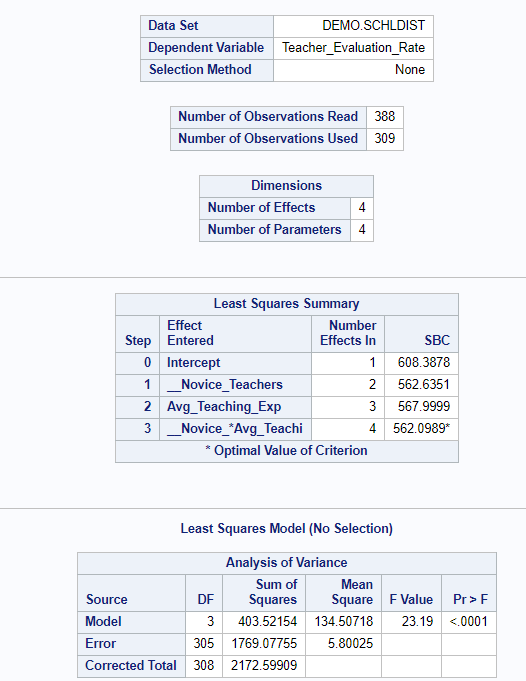 Data Set DEMO.SCHLDIST
Dependent Variable Teacher_Evaluation_Rate
Selection Method None
Number of Observations Read 388
Number of Observations Used 309
Dimensions
Number of Effects 4
Number of Parameters 4
Least Squares Summary
Step Effect Entered Number Effects In SBC
0 Intercept 1 608.3878
1 __Novice_Teachers 2 562.6351
2 Avg_Teaching_Exp 3 567.9999
3 __Novice_*Avg_Teachi 4 562.0989*
* Optimal Value of Criterion
Least Squares Model (No Selection)
Analysis of Variance
Source DF Sum of Squares Mean Square F Value Pr > F
Model 3 403.52154 134.50718 23.19 <.0001
Error 305 1769.07755 5.80025
Corrected Total 308 2172.59909